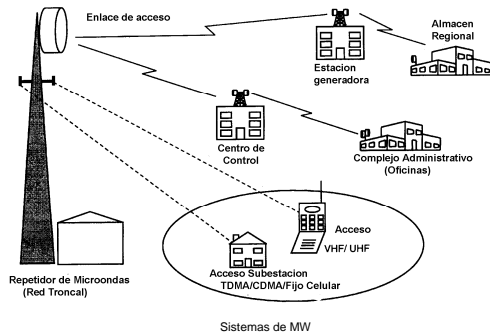 Enlace de acceso
Almacen
Regional
Estacion
generadora
Centro de
Control
Complejo Administrativo
(Oficinas)
Acceso
VHF/ UHF
Acceso Subestacion
TDMA/CDMA/Fijo Celular
Repetidor de Microondas
(Red Troncal)
Sistemas de MW